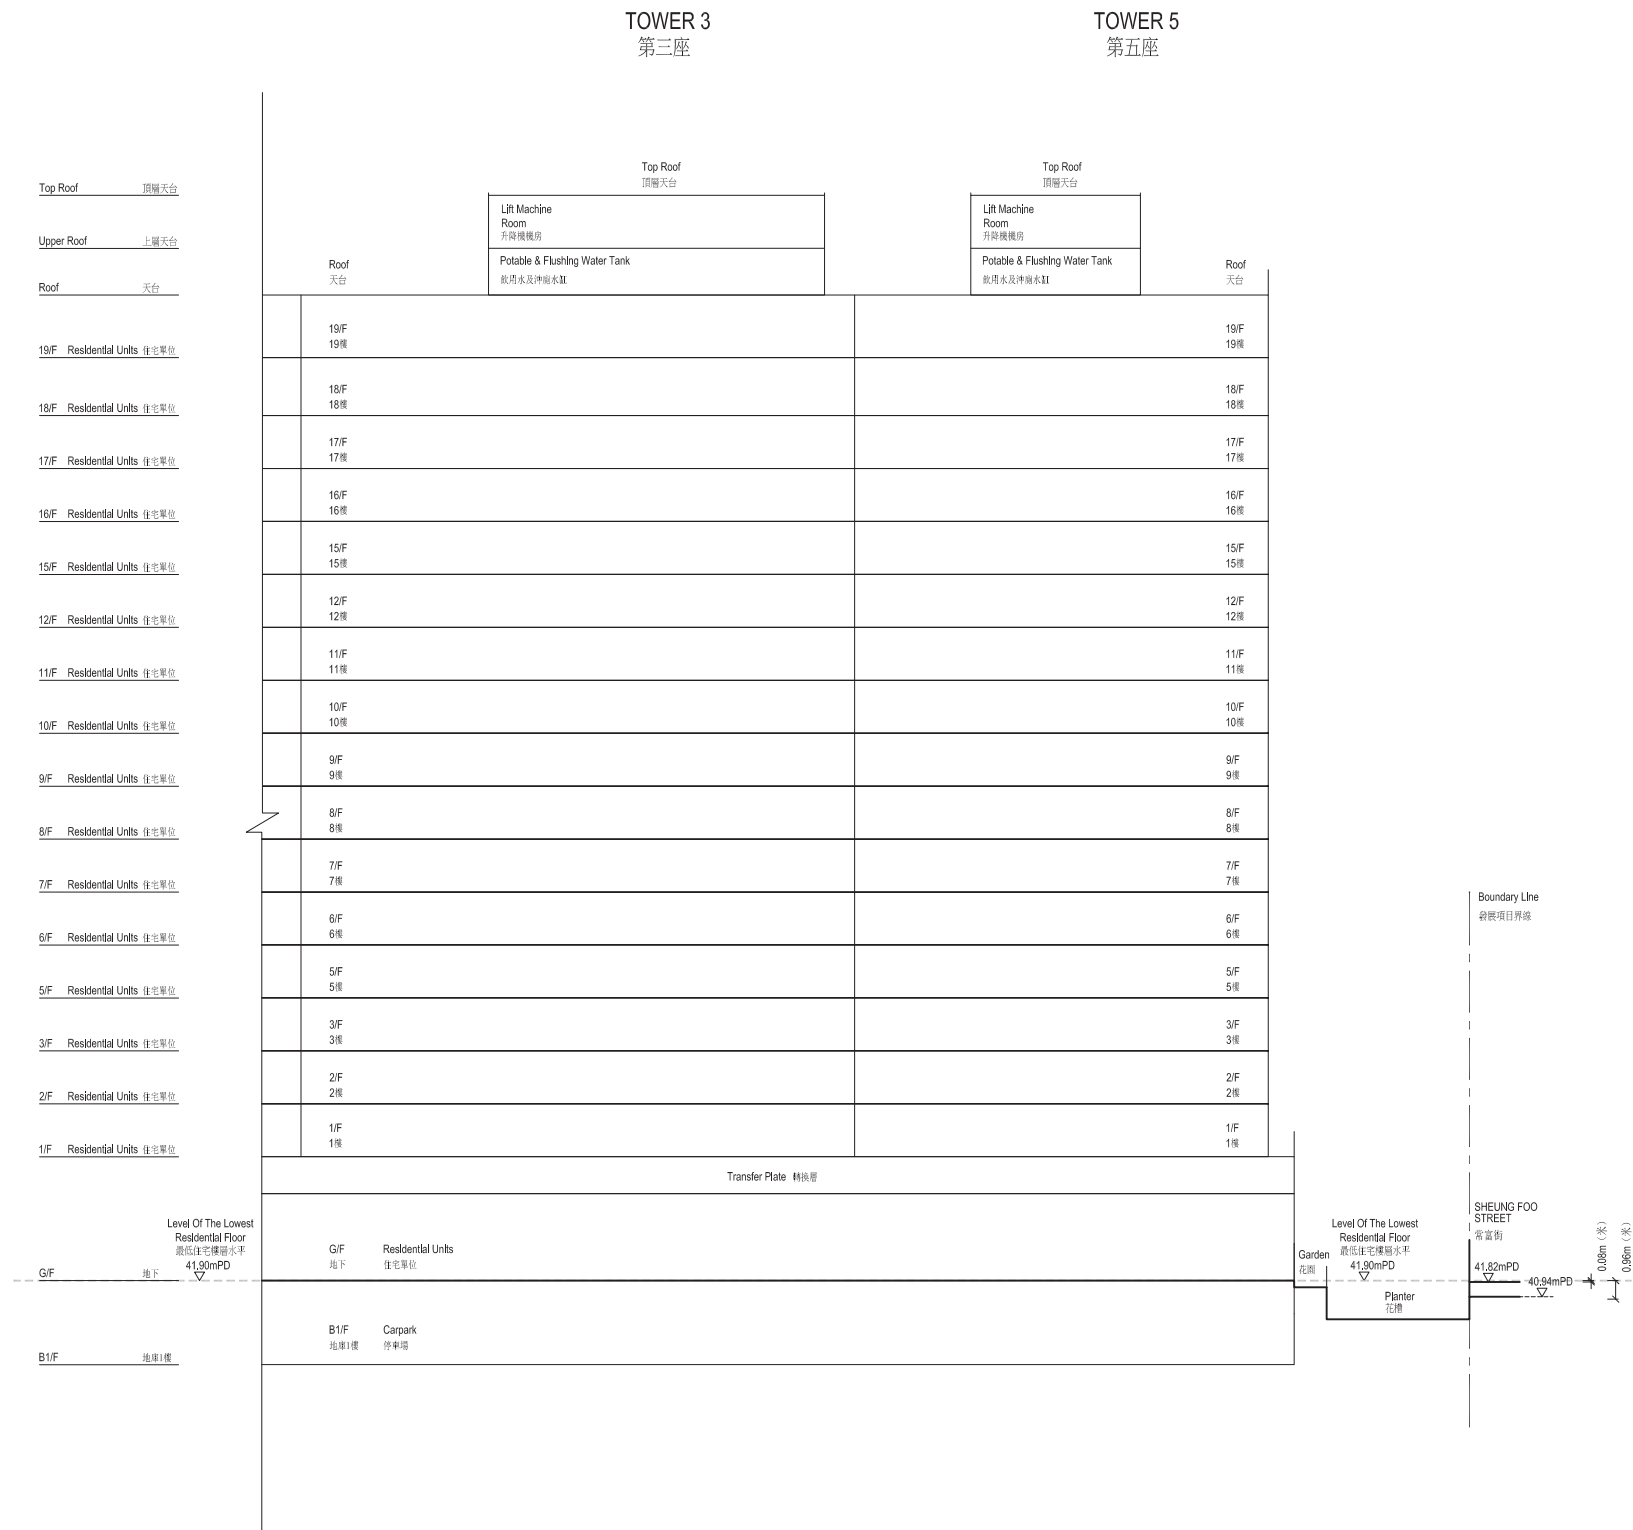 TOWER 3
第三座
TOWER 5
第五座
Top Roof 頂層天台
Upper Roof 上層天台
Roof 天台
19/F Residential Units 住宅單位
18/F Residential Units 住宅單位
17/F Residential Units 住宅單位
16/F Residential Units 住宅單位
15/F Residential Units 住宅單位
12/F Residential Units 住宅單位
11/F Residential Units 住宅單位
10/F Residential Units 住宅單位
9/F Residential Units 住宅單位
8/F Residential Units 住宅單位
7/F Residential Units 住宅單位
6/F Residential Units 住宅單位
5/F Residential Units 住宅單位
3/F Residential Units 住宅單位
2/F Residential Units 住宅單位
1/F Residential Units 住宅單位
Level Of The Lowest
Residential Floor
最低住宅樓層水平
41.90mPD
G/F 地下
B1/F 地庫1樓
Top Roof
頂層天台
Lift Machine
Room
升降機機房
Potable & Flushing Water Tank
飲用水及沖廁水缸
Roof
天台
19/F
19樓
18/F
18樓
17/F
17樓
16/F
16樓
15/F
15樓
12/F
12樓
11/F
11樓
10/F
10樓
9/F
9樓
8/F
8樓
7/F
7樓
6/F
6樓
5/F
5樓
3/F
3樓
2/F
2樓
1/F
1樓
Top Roof
頂層天台
Lift Machine
Room
升降機機房
Potable & Flushing Water Tank
飲用水及沖廁水缸
Roof
天台
19/F
19樓
18/F
18樓
17/F
17樓
16/F
16樓
15/F
15樓
12/F
12樓
11/F
11樓
10/F
10樓
9/F
9樓
8/F
8樓
7/F
7樓
6/F
6樓
5/F
5樓
3/F
3樓
2/F
2樓
1/F
1樓
Transfer Plate 轉換層
G/F Residential Units
地下 住宅單位
B1/F Carpark
地庫1樓 停車場
Garden
花園
Level Of The Lowest
Residential Floor
最低住宅樓層水平
41.90mPD
Planter
花槽
Boundary Line
發展項目界線
SHEUNG FOO
STREET
常富街
41.82mPD
40.94mPD
0.08m (米)
0.96m (米)